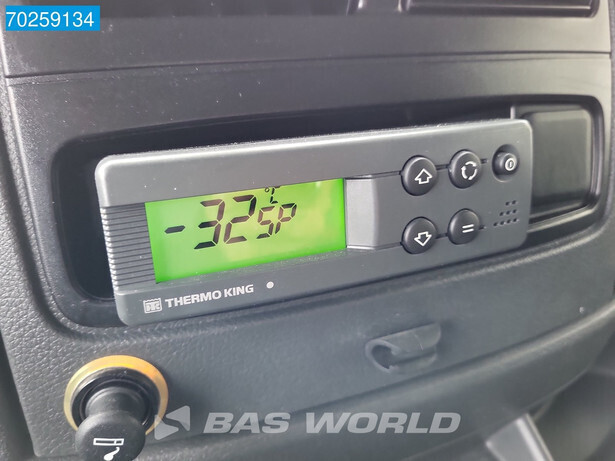 70259134
°F
-32SP
THERMO KING
BAS WORLD